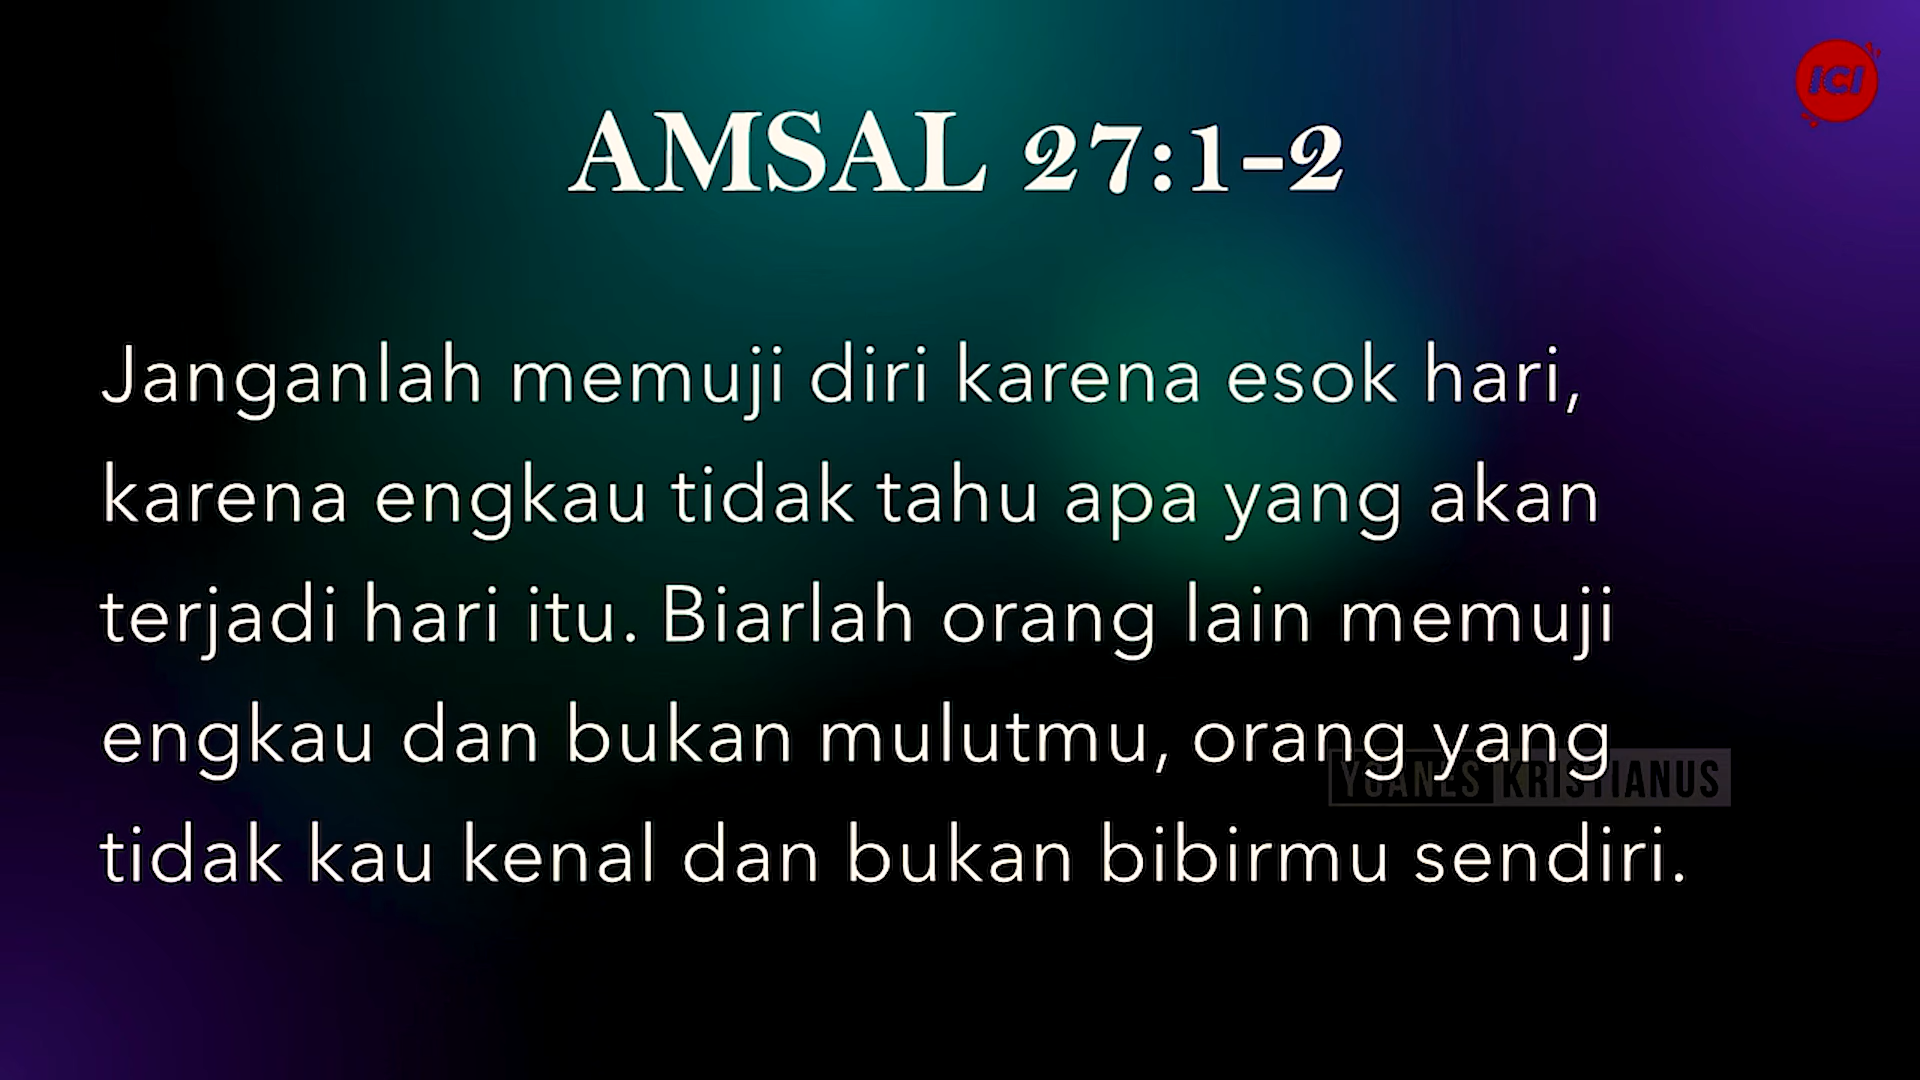 ICI
AMSAL 27:1-2
Janganlah memuji diri karena esok hari,
karena engkau tidak tahu apa yang akan
terjadi hari itu. Biarlah orang lain memuji
engkau dan bukan mulutmu, orang yang
YOANES KRISTIANUS
tidak kau kenal dan bukan bibirmu sendiri.